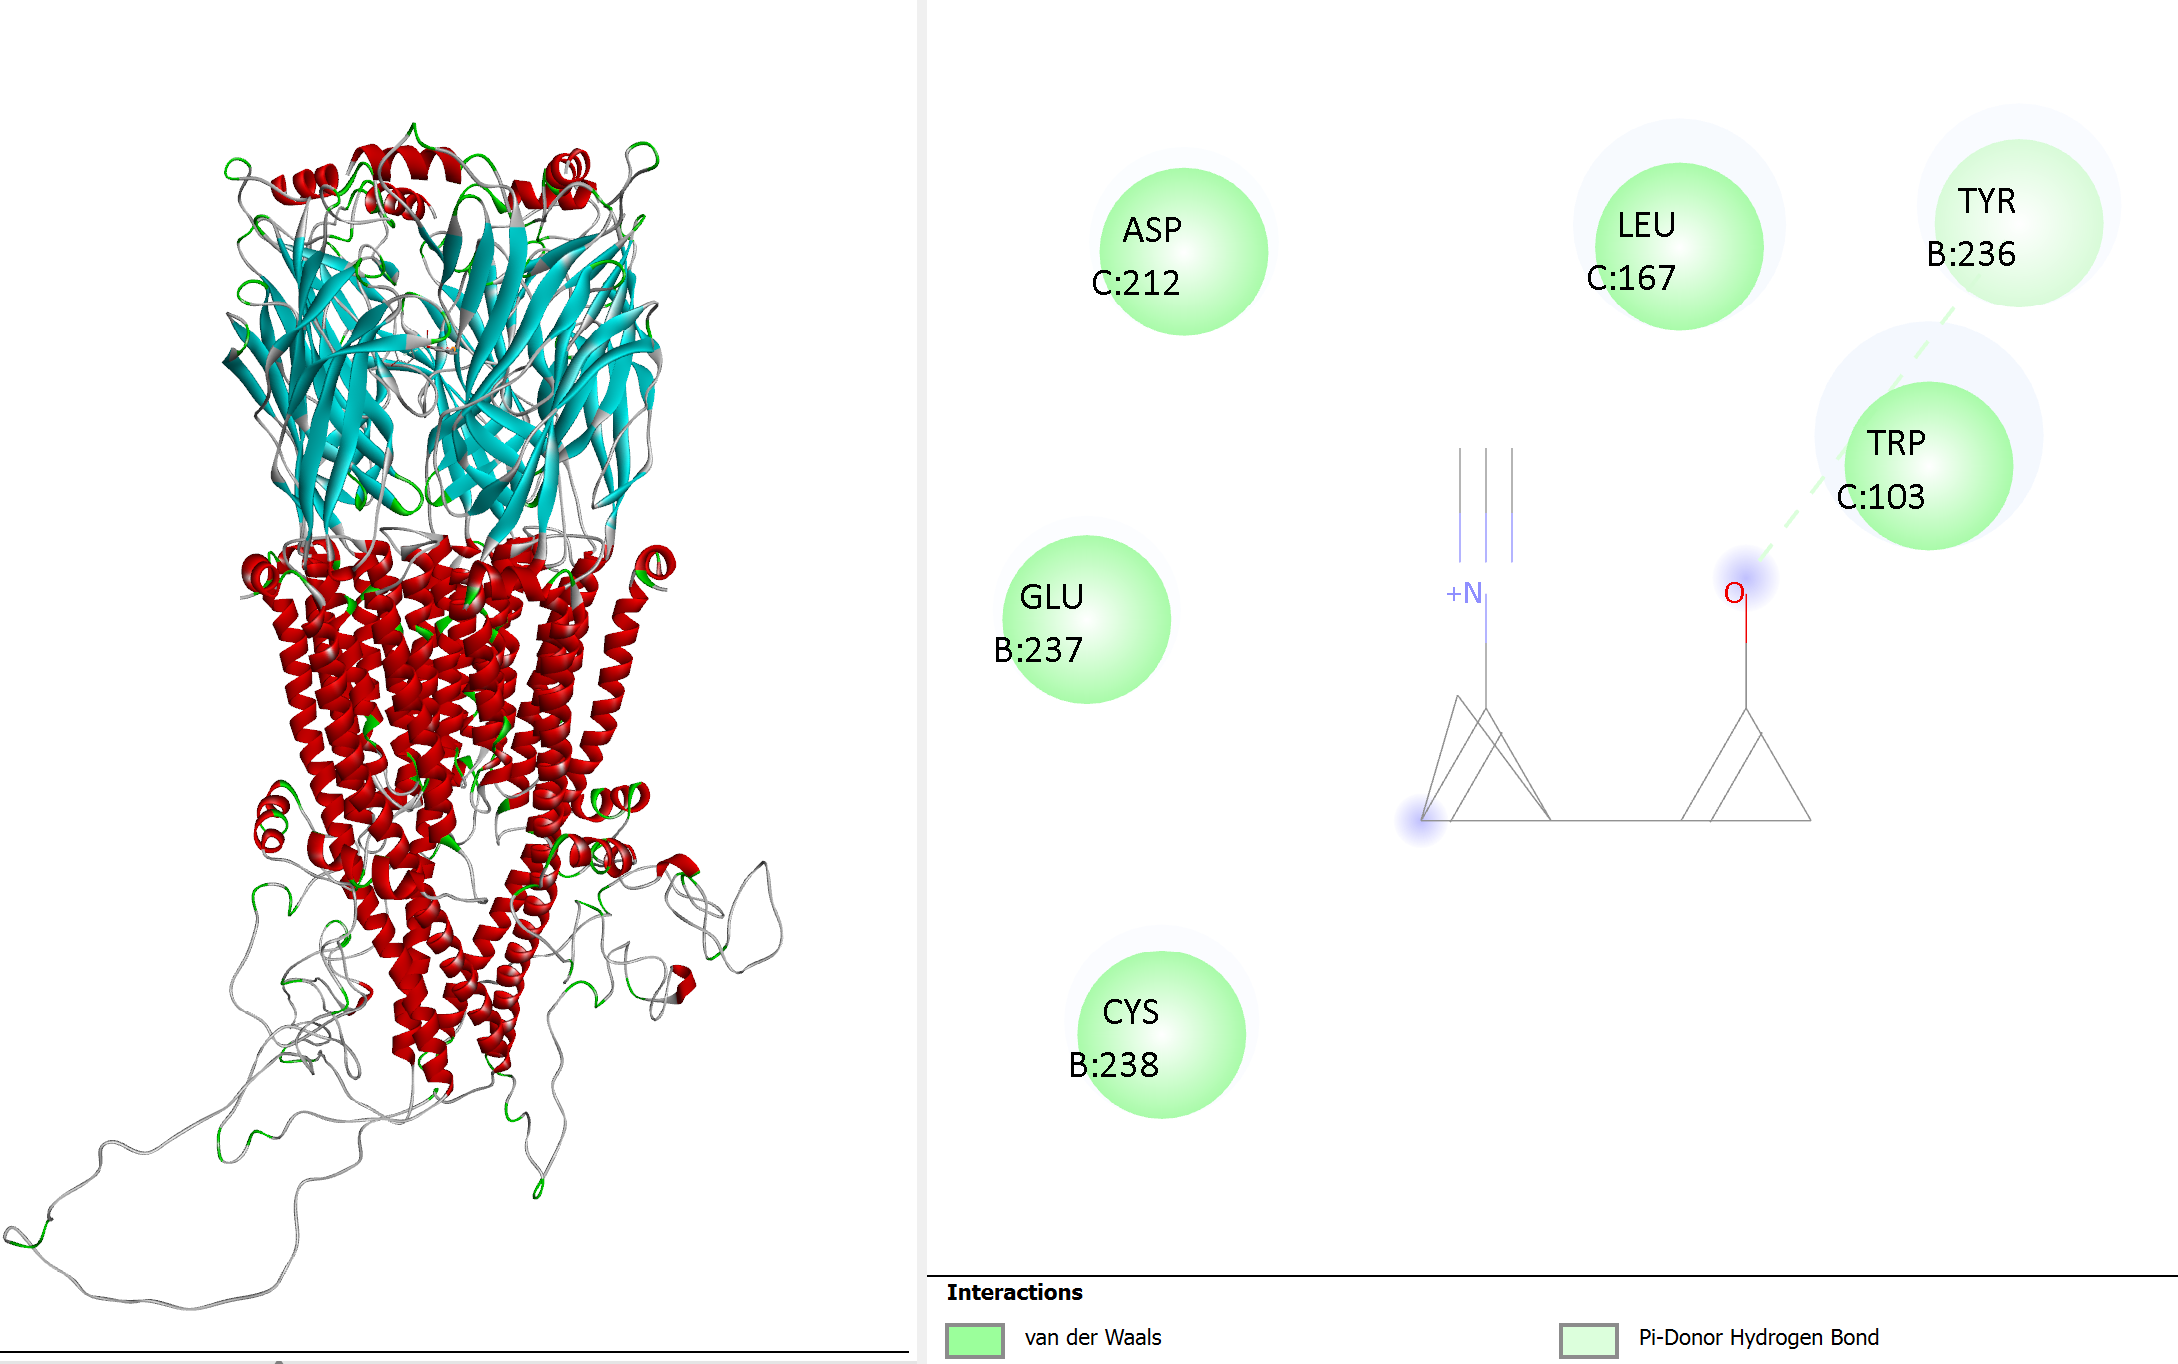 ASP
C:212
LEU
C:167
TYR
B:236
TRP
C:103
GLU
B:237
+N
O
CYS
B:238
Interactions
van der Waals
Pi-Donor Hydrogen Bond